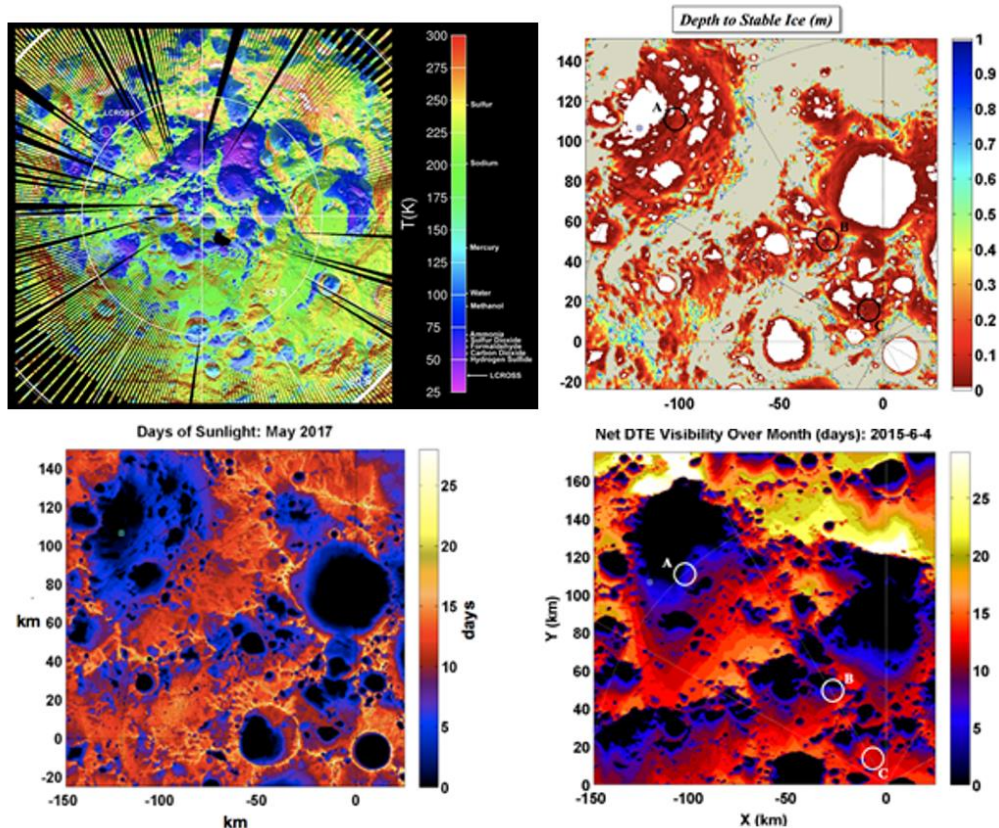 300
275
250
225
200
175
150
125
100
75
50
25
T(K)
Sulfur
Sodium
Mercury
Water
Methanol
Ammonia
Sulfur Dioxide
Formaldehyde
Carbon Dioxide
Hydrogen Sulfide
LCROSS
LCROSS
85 S
Depth to Stable Ice (m)
140
120
100
80
60
40
20
0
-20
-100
-50
0
A
B
C
1
0.9
0.8
0.7
0.6
0.5
0.4
0.3
0.2
0.1
0
Days of Sunlight: May 2017
km
140
120
100
80
60
40
20
0
-20
-150
-100
-50
0
km
25
20
15
10
5
0
days
Net DTE Visibility Over Month (days): 2015-6-4
Y (km)
160
140
120
100
80
60
40
20
0
-150
-100
-50
0
X (km)
A
B
C
25
20
15
10
5
0